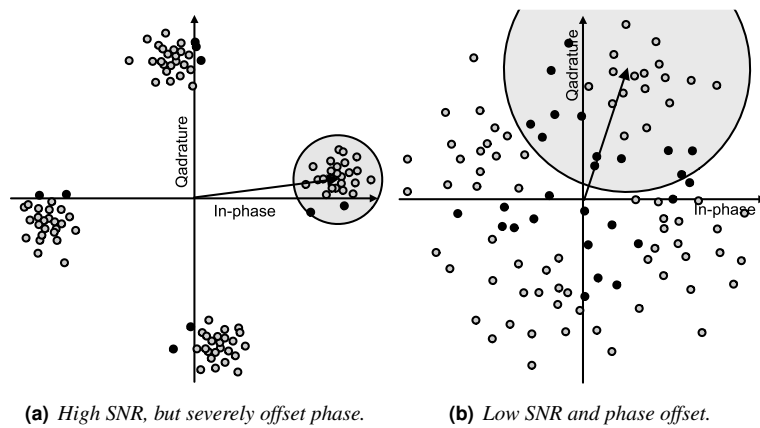 Qadrature
In-phase
Qadrature
In-phase
(a) High SNR, but severely offset phase.
(b) Low SNR and phase offset.